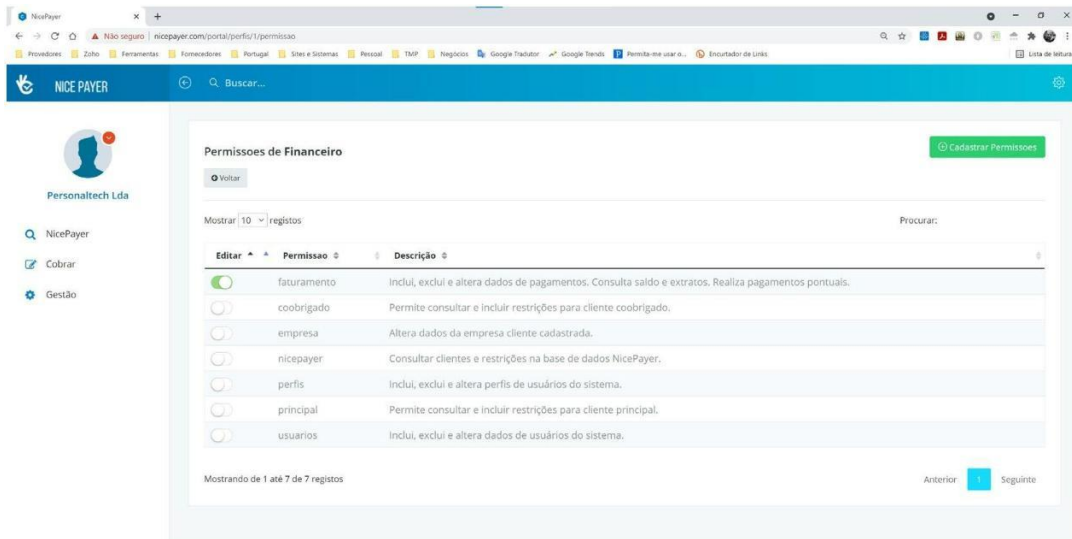 NicePayer
Não seguro nicepayer.com/portal/perfis/1/permissao
Provedores Zoho Ferramentas Fornecedores Portugal Sites e Sistemas Pessoal TMP Negócios Google Tradutor Google Trends Permita-me usar o... Encurtador de Links Lista de leitura
NICE PAYER
Buscar...
Permissoes de Financeiro
Cadastrar Permissoes
Voltar
Personaltech Lda
NicePayer
Cobrar
Gestão
Mostrar 10 registos
Procurar:
Editar Permissao Descrição
faturamento Inclui, exclui e altera dados de pagamentos. Consulta saldo e extratos. Realiza pagamentos pontuais.
coobrigado Permite consultar e incluir restrições para cliente coobrigado.
empresa Altera dados da empresa cliente cadastrada.
nicepayer Consultar clientes e restrições na base de dados NicePayer.
perfis Inclui, exclui e altera perfis de usuários do sistema.
principal Permite consultar e incluir restrições para cliente principal.
usuarios Inclui, exclui e altera dados de usuários do sistema.
Mostrando de 1 até 7 de 7 registos
Anterior 1 Seguinte